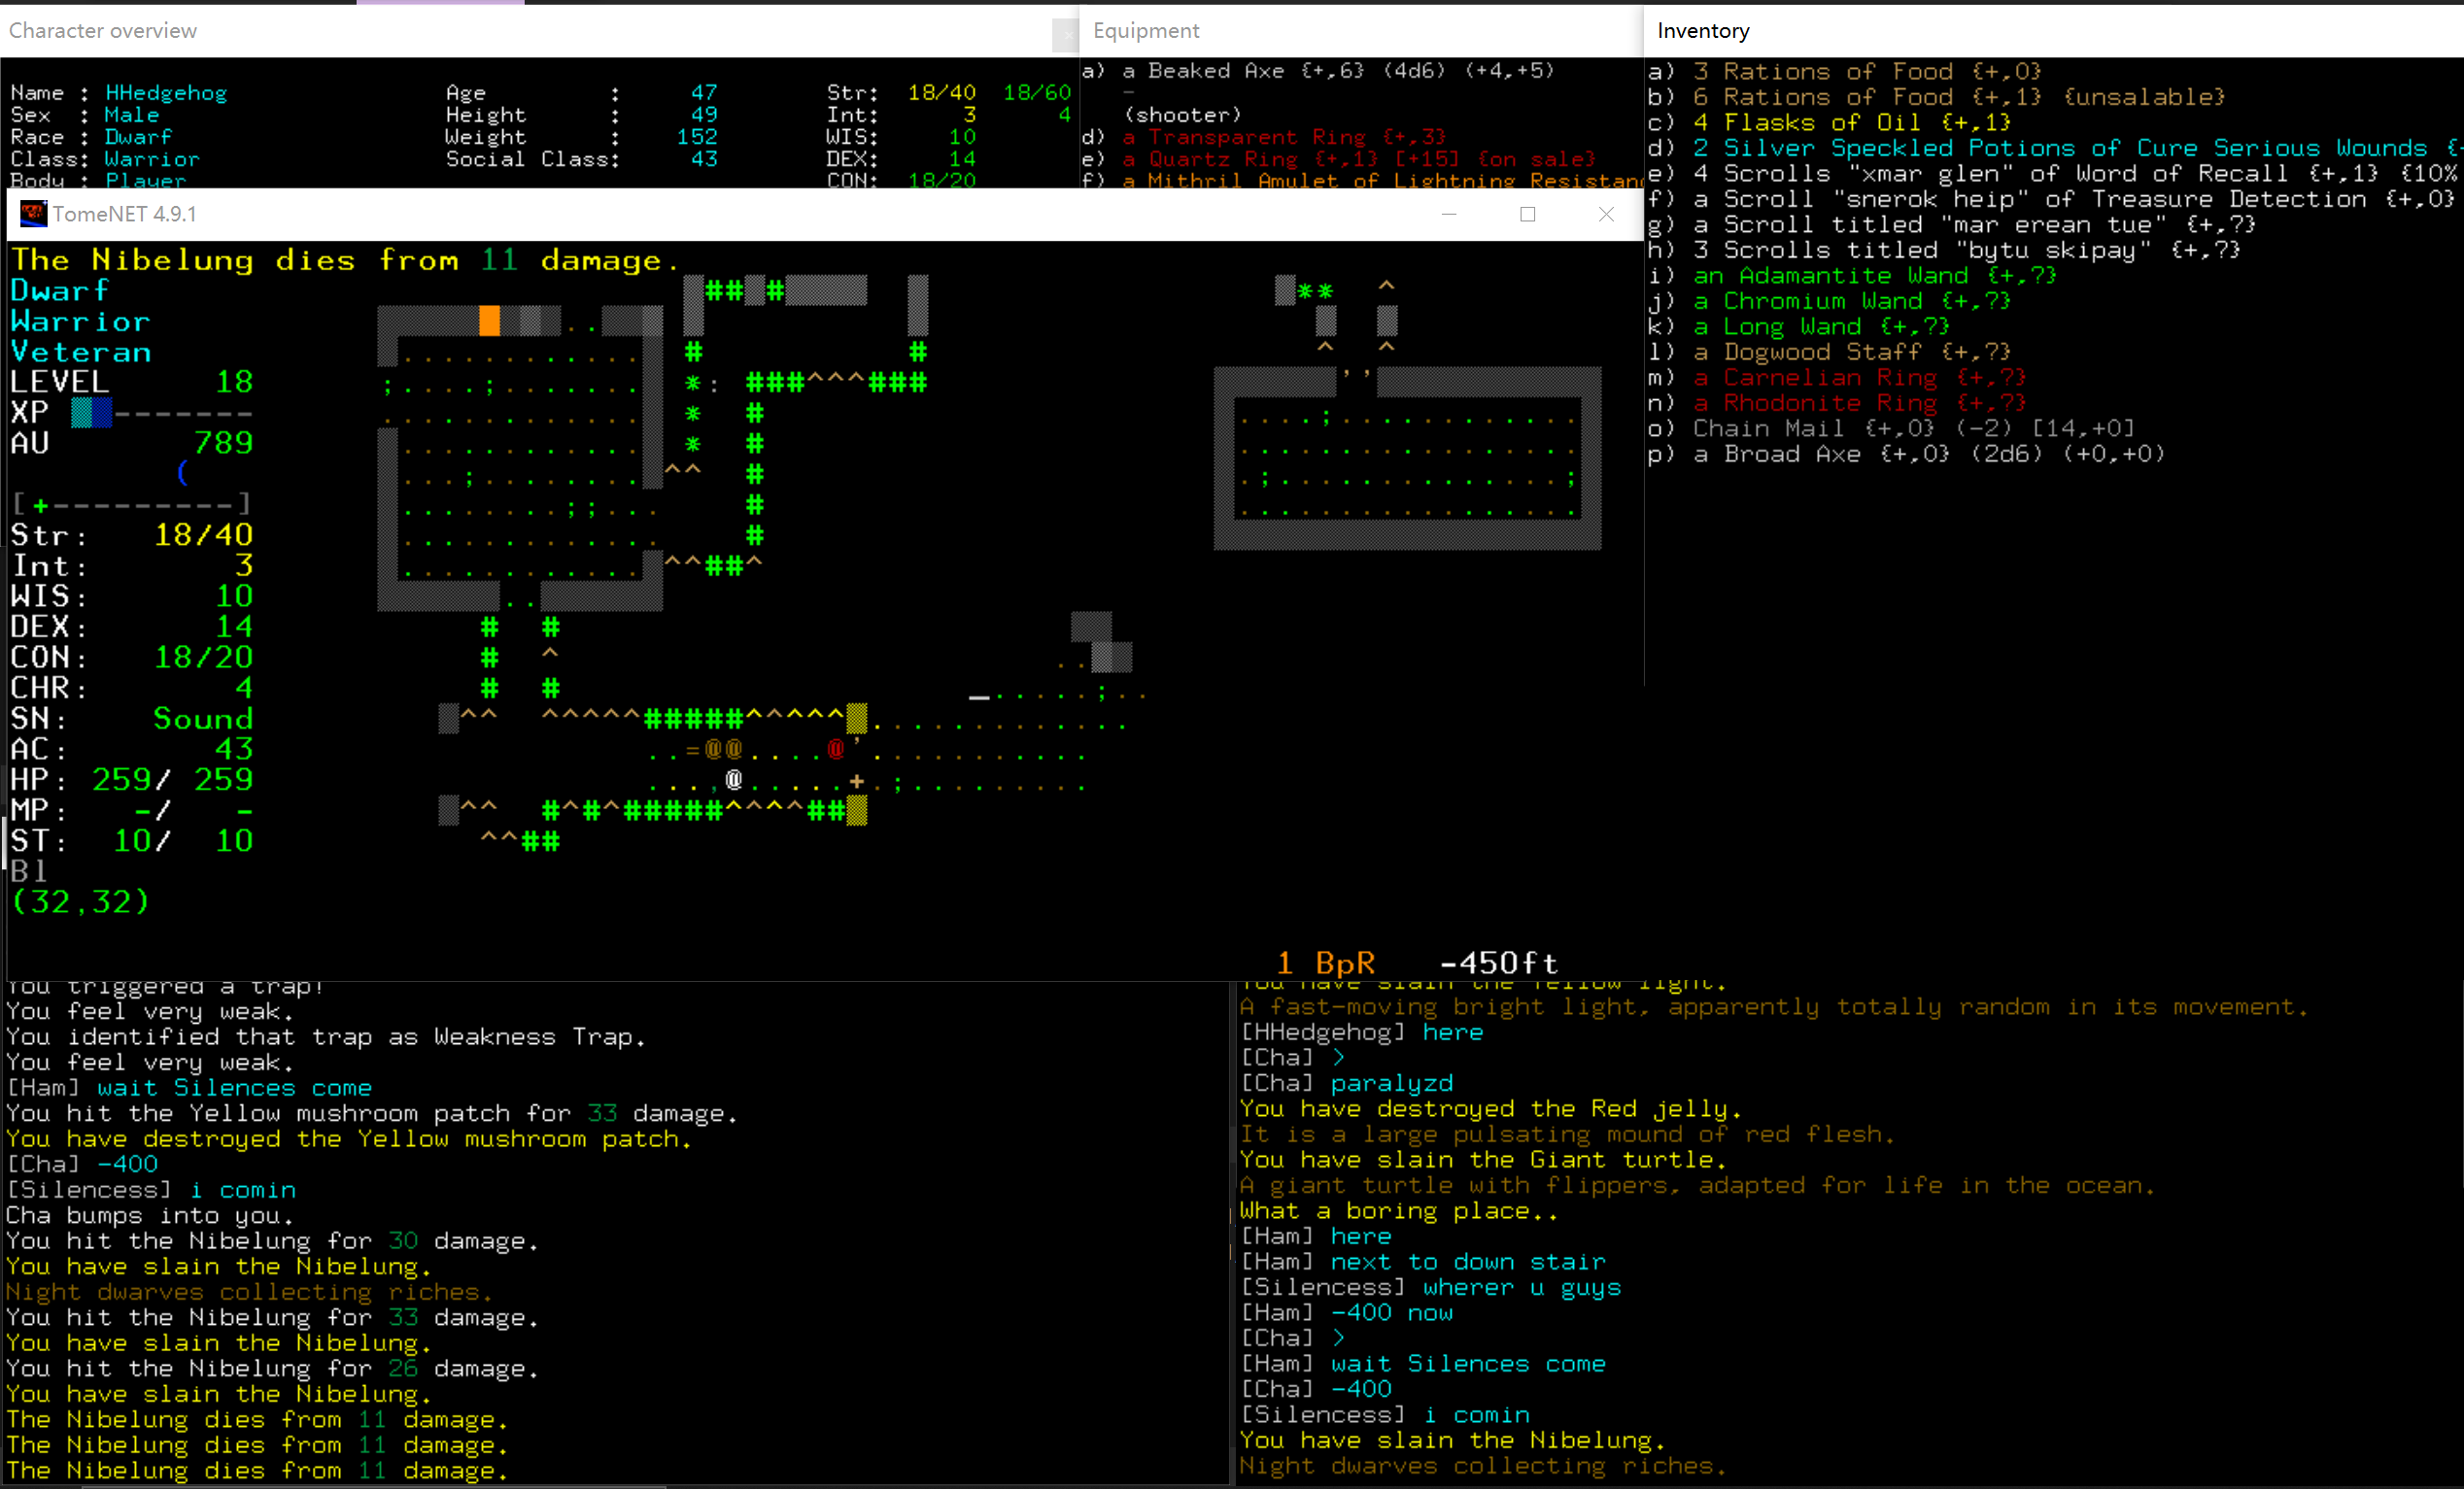 Character overview
Name : HHedgehog Age : 47 Str: 18/40 18/60
Sex : Male Height : 49 Int: 3 4
Race : Dwarf Weight : 152 WIS: 10
Class: Warrior Social Class: 43 DEX: 14
Body : Player CON: 18/20
Equipment
a) a Beaked Axe {+,6} (4d6) (+4,+5)
-
(shooter)
d) a Transparent Ring {+,3}
e) a Quartz Ring {+,1} [+15] {on sale}
f) a Mithril Amulet of Lightning Resistanc
Inventory
a) 3 Rations of Food {+,0}
b) 6 Rations of Food {+,1} {unsalable}
c) 4 Flasks of Oil {+,1}
d) 2 Silver Speckled Potions of Cure Serious Wounds {-
e) 4 Scrolls "xmar glen" of Word of Recall {+,1} {10%
f) a Scroll "snerok heip" of Treasure Detection {+,0}
g) a Scroll titled "mar erean tue" {+,?}
h) 3 Scrolls titled "bytu skipay" {+,?}
i) an Adamantite Wand {+,?}
j) a Chromium Wand {+,?}
k) a Long Wand {+,?}
l) a Dogwood Staff {+,?}
m) a Carnelian Ring {+,?}
n) a Rhodonite Ring {+,?}
o) Chain Mail {+,0} (-2) [14,+0]
p) a Broad Axe {+,0} (2d6) (+0,+0)
TomeNET 4.9.1
The Nibelung dies from 11 damage.
Dwarf
Warrior
Veteran
LEVEL 18
XP -------
AU 789
(
[+----------]
Str: 18/40
Int: 3
WIS: 10
DEX: 14
CON: 18/20
CHR: 4
SN: Sound
AC: 43
HP: 259/ 259
MP: -/ -
ST: 10/ 10
Bl
(32,32)
1 BpR -450ft
You triggered a trap!
You feel very weak.
You identified that trap as Weakness Trap.
You feel very weak.
[Ham] wait Silences come
You hit the Yellow mushroom patch for 33 damage.
You have destroyed the Yellow mushroom patch.
[Cha] -400
[Silencess] i comin
Cha bumps into you.
You hit the Nibelung for 30 damage.
You have slain the Nibelung.
Night dwarves collecting riches.
You hit the Nibelung for 33 damage.
You have slain the Nibelung.
You hit the Nibelung for 26 damage.
You have slain the Nibelung.
The Nibelung dies from 11 damage.
The Nibelung dies from 11 damage.
The Nibelung dies from 11 damage.
You have slain the Yellow light.
A fast-moving bright light, apparently totally random in its movement.
[HHedgehog] here
[Cha] >
[Cha] paralyzd
You have destroyed the Red jelly.
It is a large pulsating mound of red flesh.
You have slain the Giant turtle.
A giant turtle with flippers, adapted for life in the ocean.
What a boring place..
[Ham] here
[Ham] next to down stair
[Silencess] wherer u guys
[Ham] -400 now
[Cha] >
[Ham] wait Silences come
[Cha] -400
[Silencess] i comin
You have slain the Nibelung.
Night dwarves collecting riches.